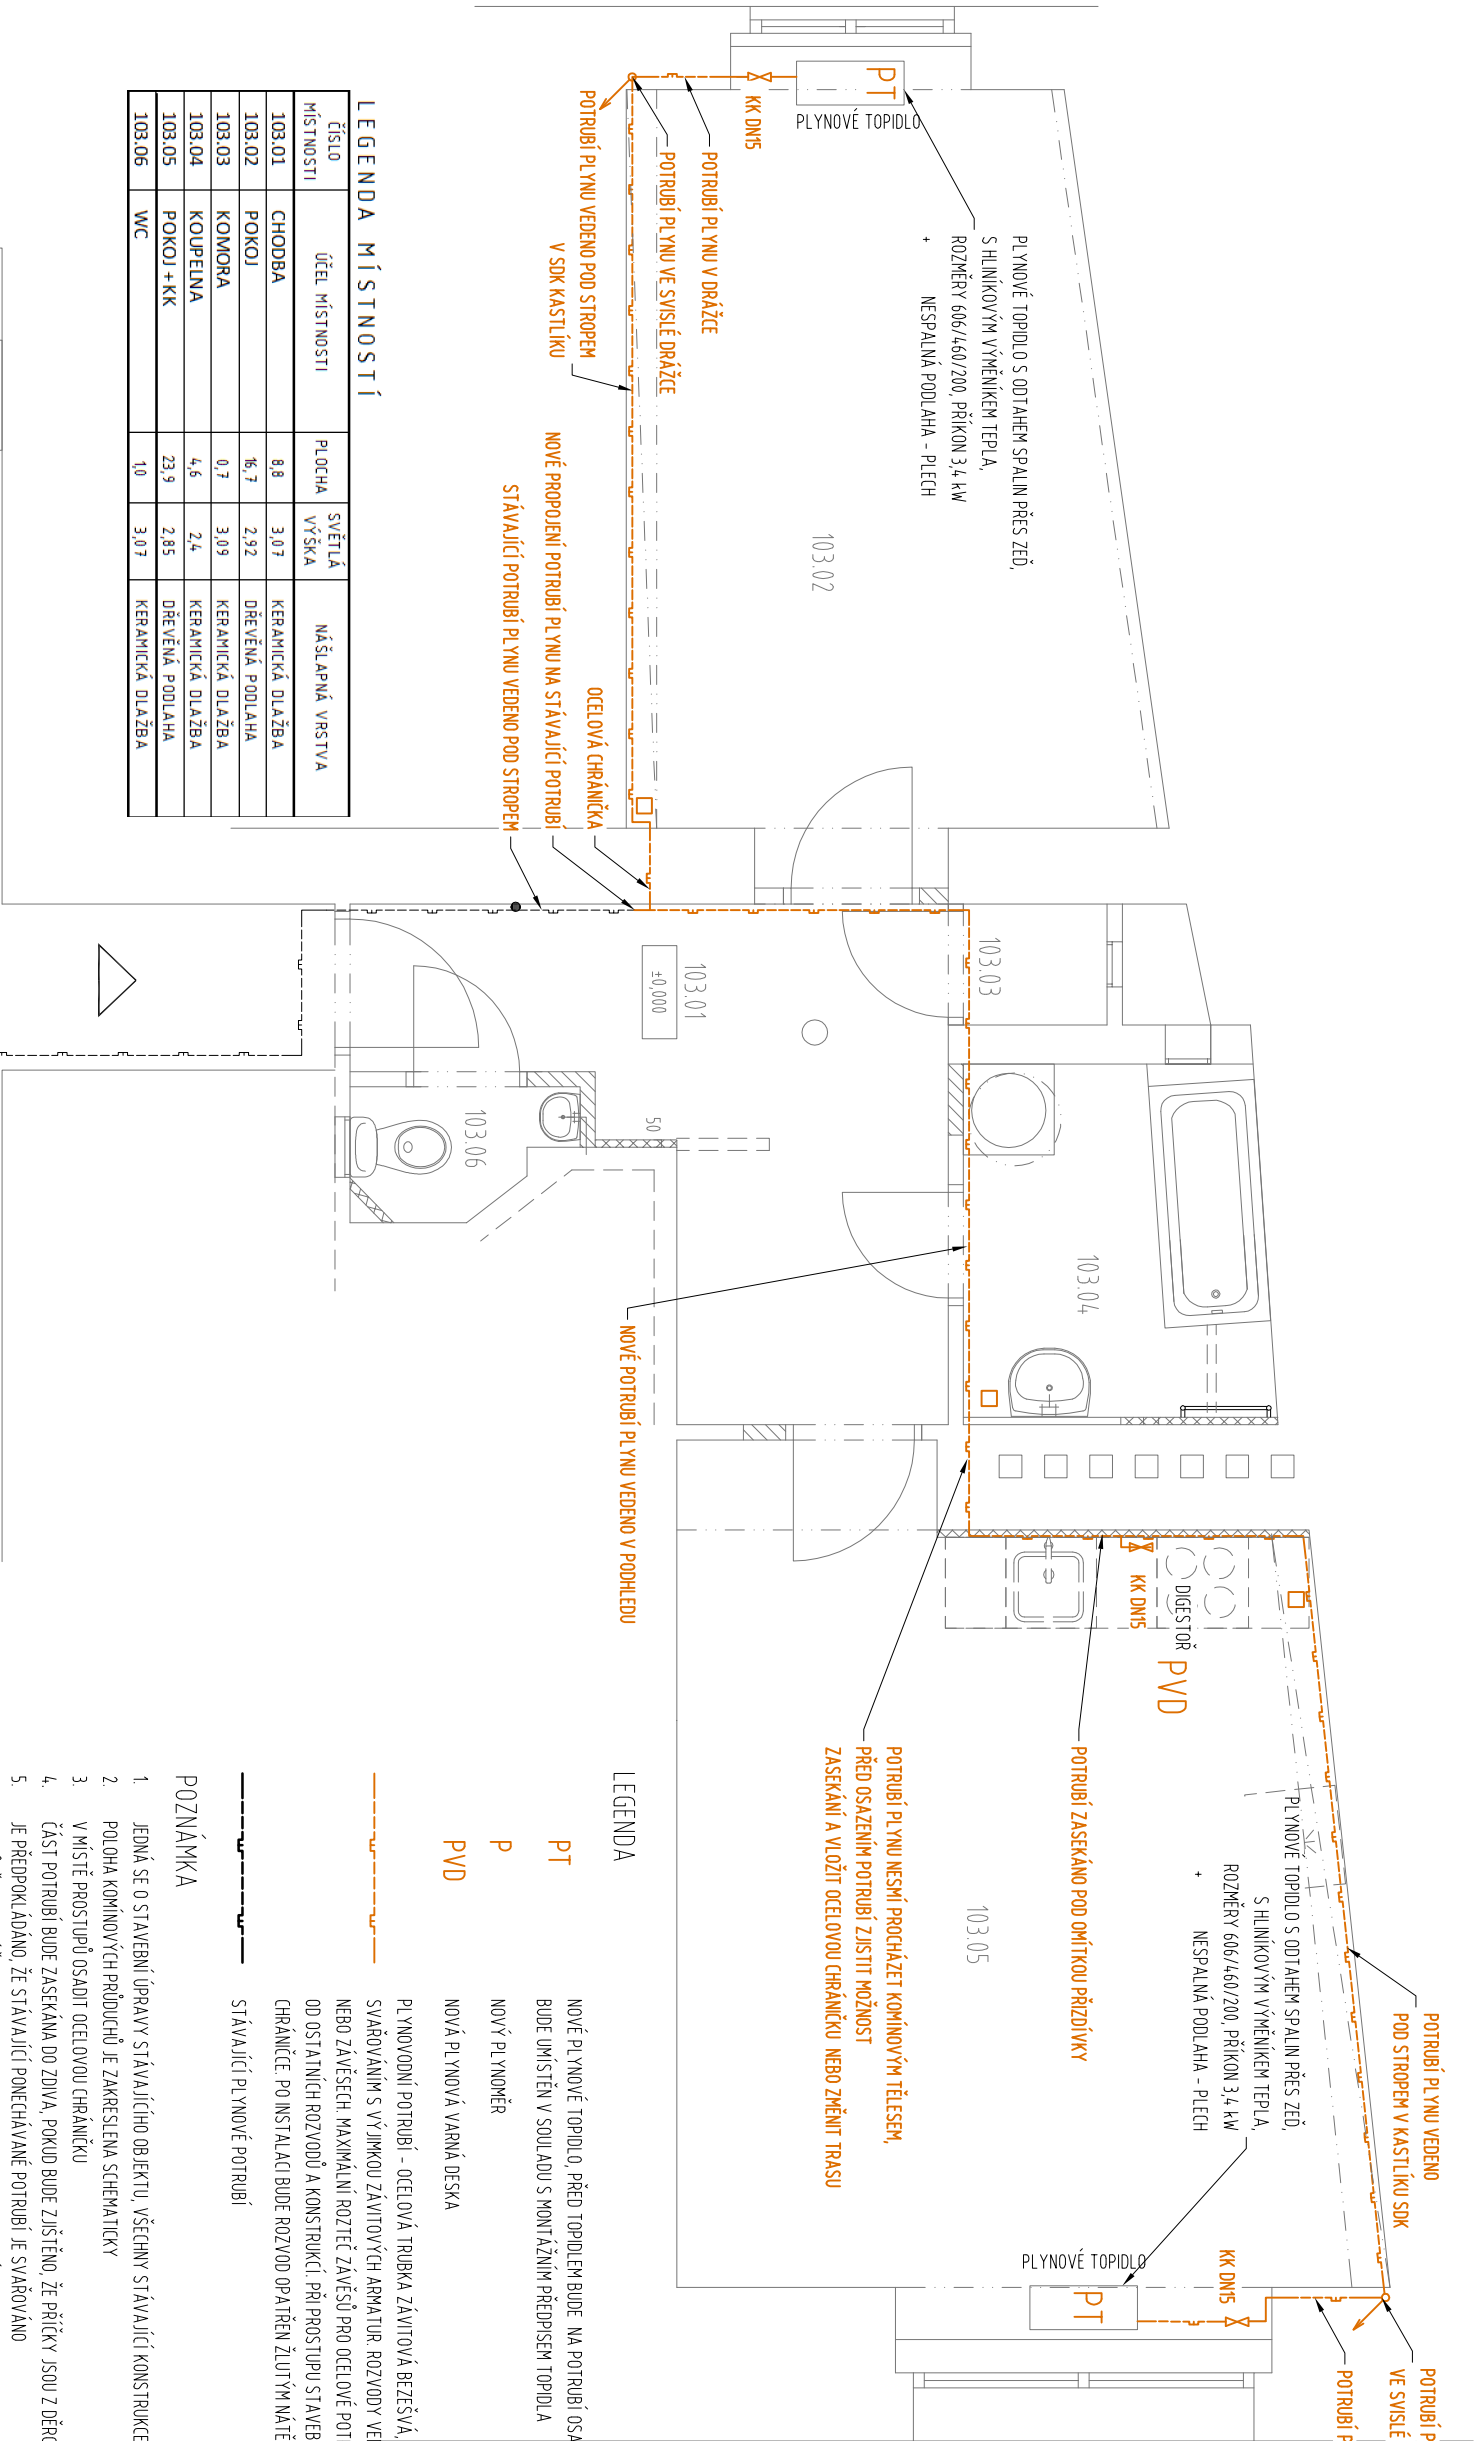 PT
PLYNOVÉ TOPIDLO
KK DN15
POTRUBÍ PLYNU V DRÁŽCE
POTRUBÍ PLYNU VE SVISLÉ DRÁŽCE
POTRUBÍ PLYNU VEDENO POD STROPEM
V SDK KASTLÍKU
PLYNOVÉ TOPIDLO S ODTAHEM SPALIN PŘES ZEĎ,
S HLINÍKOVÝM VÝMĚNÍKEM TEPLA,
ROZMĚRY 606/460/200, PŘÍKON 3,4 kW
+ NESPALNÁ PODLAHA - PLECH
103.02
NOVÉ PROPOJENÍ POTRUBÍ PLYNU NA STÁVAJÍCÍ POTRUBÍ
STÁVAJÍCÍ POTRUBÍ PLYNU VEDENO POD STROPEM
OCELOVÁ CHRÁNIČKA
LEGENDA MÍSTNOSTÍ
ČÍSLO MÍSTNOSTI ÚČEL MÍSTNOSTI PLOCHA SVĚTLÁ VÝŠKA NÁŠLAPNÁ VRSTVA
103.01 CHODBA 8,8 3,07 KERAMICKÁ DLAŽBA
103.02 POKOJ 16,7 2,92 DŘEVĚNÁ PODLAHA
103.03 KOMORA 0,7 3,09 KERAMICKÁ DLAŽBA
103.04 KOUPELNA 4,6 2,4 KERAMICKÁ DLAŽBA
103.05 POKOJ+KK 23,9 2,85 DŘEVĚNÁ PODLAHA
103.06 WC 1,0 3,07 KERAMICKÁ DLAŽBA
103.03
103.01
±0,000
50
103.06
103.04
NOVÉ POTRUBÍ PLYNU VEDENO V PODHLEDU
KK DN15
DIGESTOŘ
PVD
POTRUBÍ ZASEKÁNO POD OMÍTKOU PŘIZDÍVKY
POTRUBÍ PLYNU NESMÍ PROCHÁZET KOMÍNOVÝM TĚLESEM,
PŘED OSAZENÍM POTRUBÍ ZJISTIT MOŽNOST
ZASEKÁNÍ A VLOŽIT OCELOVOU CHRÁNIČKU NEBO ZMĚNIT TRASU
PLYNOVÉ TOPIDLO S ODTAHEM SPALIN PŘES ZEĎ,
S HLINÍKOVÝM VÝMĚNÍKEM TEPLA,
ROZMĚRY 606/460/200, PŘÍKON 3,4 kW
+ NESPALNÁ PODLAHA - PLECH
103.05
POTRUBÍ PLYNU VEDENO
POD STROPEM V KASTLÍKU SDK
PLYNOVÉ TOPIDLO
PT
KK DN15
POTRUBÍ P
VE SVISLÉ
POTRUBÍ P
LEGENDA
PT NOVÉ PLYNOVÉ TOPIDLO, PŘED TOPIDLEM BUDE NA POTRUBÍ OSA
BUDE UMÍSTĚN V SOULADU S MONTÁŽNÍM PŘEDPISEM TOPIDLA
P NOVÝ PLYNOMĚR
PVD NOVÁ PLYNOVÁ VARNÁ DESKA
PLYNOVODNÍ POTRUBÍ - OCELOVÁ TRUBKA ZÁVITOVÁ BEZEŠVÁ,
SVAŘOVÁNÍM S VÝJIMKOU ZÁVITOVÝCH ARMATUR. ROZVODY VE
NEBO ZÁVĚSECH. MAXIMÁLNÍ ROZTEČ ZÁVĚSŮ PRO OCELOVÉ POT
OD OSTATNÍCH ROZVODŮ A KONSTRUKCÍ. PŘI PROSTUPU STAVEB
CHRÁNIČCE. PO INSTALACI BUDE ROZVOD OPATŘEN ŽLUTÝM NÁTĚ
STÁVAJÍCÍ PLYNOVÉ POTRUBÍ
POZNÁMKA
1. JEDNÁ SE O STAVEBNÍ ÚPRAVY STÁVAJÍCÍHO OBJEKTU, VŠECHNY STÁVAJÍCÍ KONSTRUKCE
2. POLOHA KOMÍNOVÝCH PRŮDUCHŮ JE ZAKRESLENA SCHEMATICKY
3. V MÍSTĚ PROSTUPŮ OSADIT OCELOVOU CHRÁNIČKU
4. ČÁST POTRUBÍ BUDE ZASEKÁNA DO ZDIVA, POKUD BUDE ZJIŠTĚNO, ŽE PŘÍČKY JSOU Z DĚRO
5. JE PŘEDPOKLÁDÁNO, ŽE STÁVAJÍCÍ PONECHÁVANÉ POTRUBÍ JE SVAŘOVÁNO